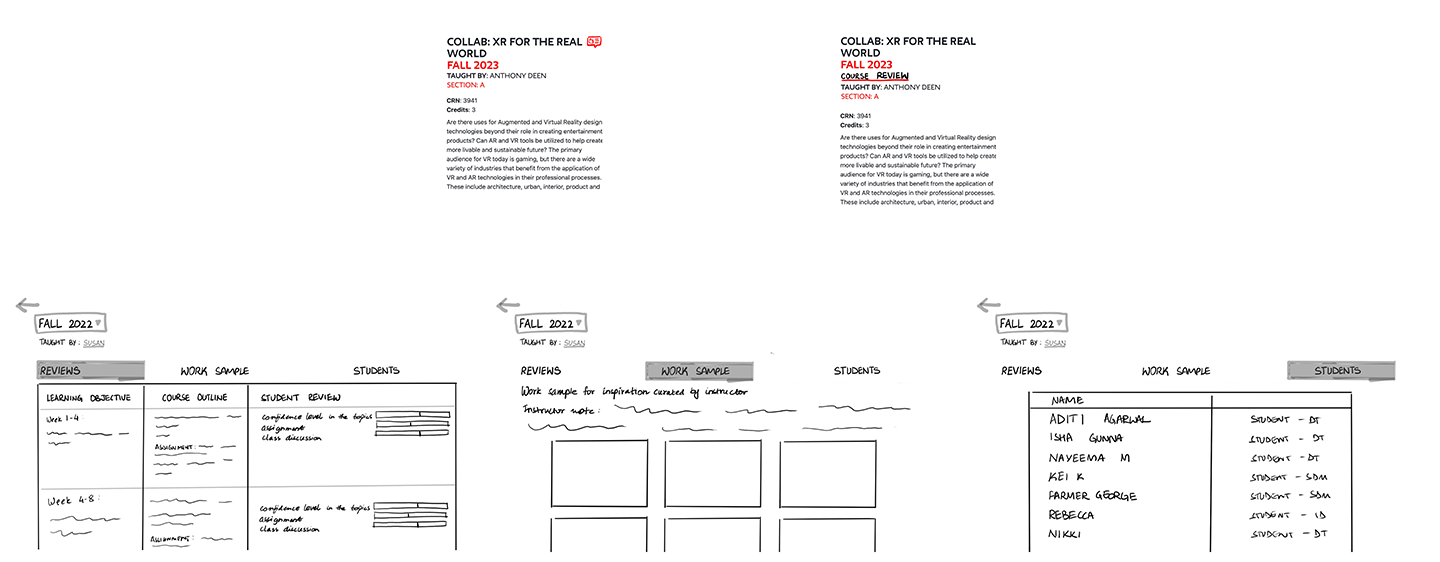 COLLAB: XR FOR THE REAL
WORLD
FALL 2023
TAUGHT BY: ANTHONY DEEN
SECTION: A
CRN: 3941
Credits: 3
Are there uses for Augmented and Virtual Reality design
technologies beyond their role in creating entertainment
products? Can AR and VR tools be utilized to help create
more livable and sustainable future? The primary
audience for VR today is gaming, but there are a wide
variety of industries that benefit from the application of
VR and AR technologies in their professional processes.
These include architecture, urban, interior, product and
COLLAB: XR FOR THE REAL
WORLD
FALL 2023
COURSE REVIEW
TAUGHT BY: ANTHONY DEEN
SECTION: A
CRN: 3941
Credits: 3
Are there uses for Augmented and Virtual Reality design
technologies beyond their role in creating entertainment
products? Can AR and VR tools be utilized to help create
more livable and sustainable future? The primary
audience for VR today is gaming, but there are a wide
variety of industries that benefit from the application of
VR and AR technologies in their professional processes.
These include architecture, urban, interior, product and
FALL 2022
TAUGHT BY: SUSAN
REVIEWS WORK SAMPLE STUDENTS
LEARNING OBJECTIVE COURSE OUTLINE STUDENT REVIEW
Week 1-4
Confidence level in the topics
Assignment
Class discussion
ASSIGNMENT:
Week 4-8:
Confidence level in the topics
Assignment
Class discussion
ASSIGNMENT:
FALL 2022
TAUGHT BY: SUSAN
REVIEWS WORK SAMPLE STUDENTS
Work sample for inspiration curated by instructor
Instructor note:
FALL 2022
TAUGHT BY: SUSAN
REVIEWS WORK SAMPLE STUDENTS
NAME
ADITI AGARWAL STUDENT - DT
ISHA GUNNA STUDENT - DT
NAYEEMA M STUDENT - DT
KEI K STUDENT - SDM
FARMER GEORGE STUDENT - SDM
REBECCA STUDENT - ID
NIKKI STUDENT - DT